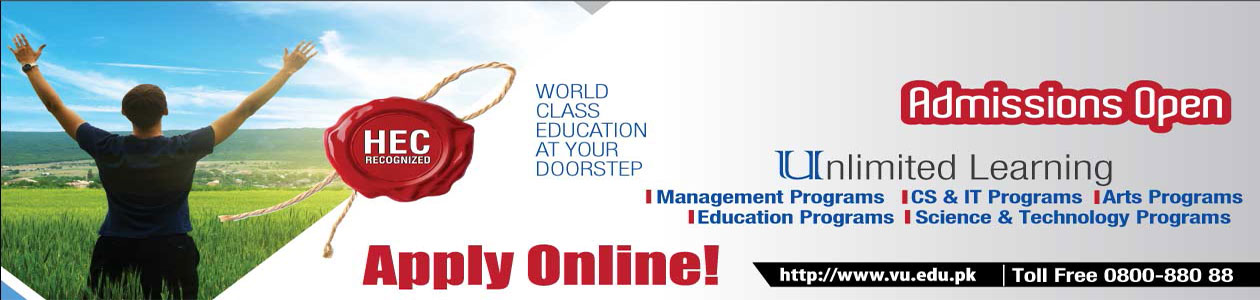 HEC
RECOGNIZED
WORLD
CLASS
EDUCATION
AT YOUR
DOORSTEP
Admissions Open
Unlimited Learning
Management Programs CS & IT Programs Arts Programs
Education Programs Science & Technology Programs
Apply Online!
http://www.vu.edu.pk | Toll Free 0800-880 88